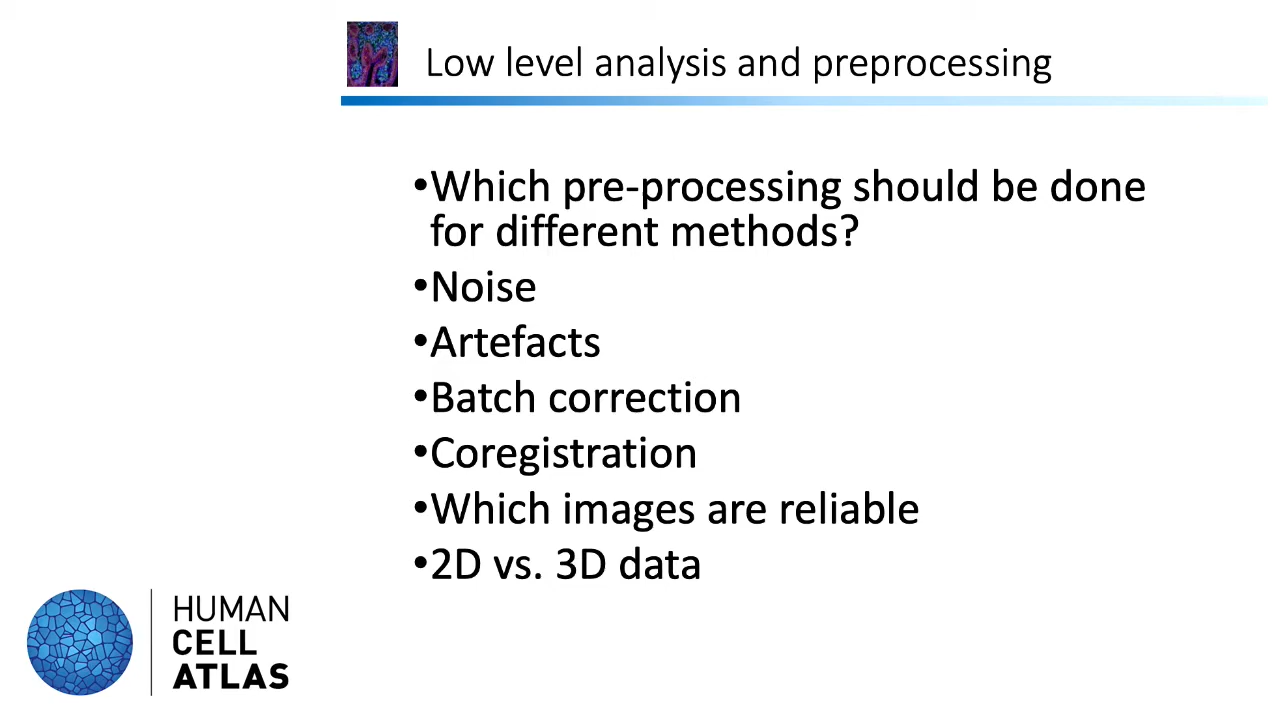 Low level analysis and preprocessing
•Which pre-processing should be done
for different methods?
•Noise
•Artefacts
•Batch correction
•Coregistration
•Which images are reliable
•2D vs. 3D data
HUMAN
CELL
ATLAS